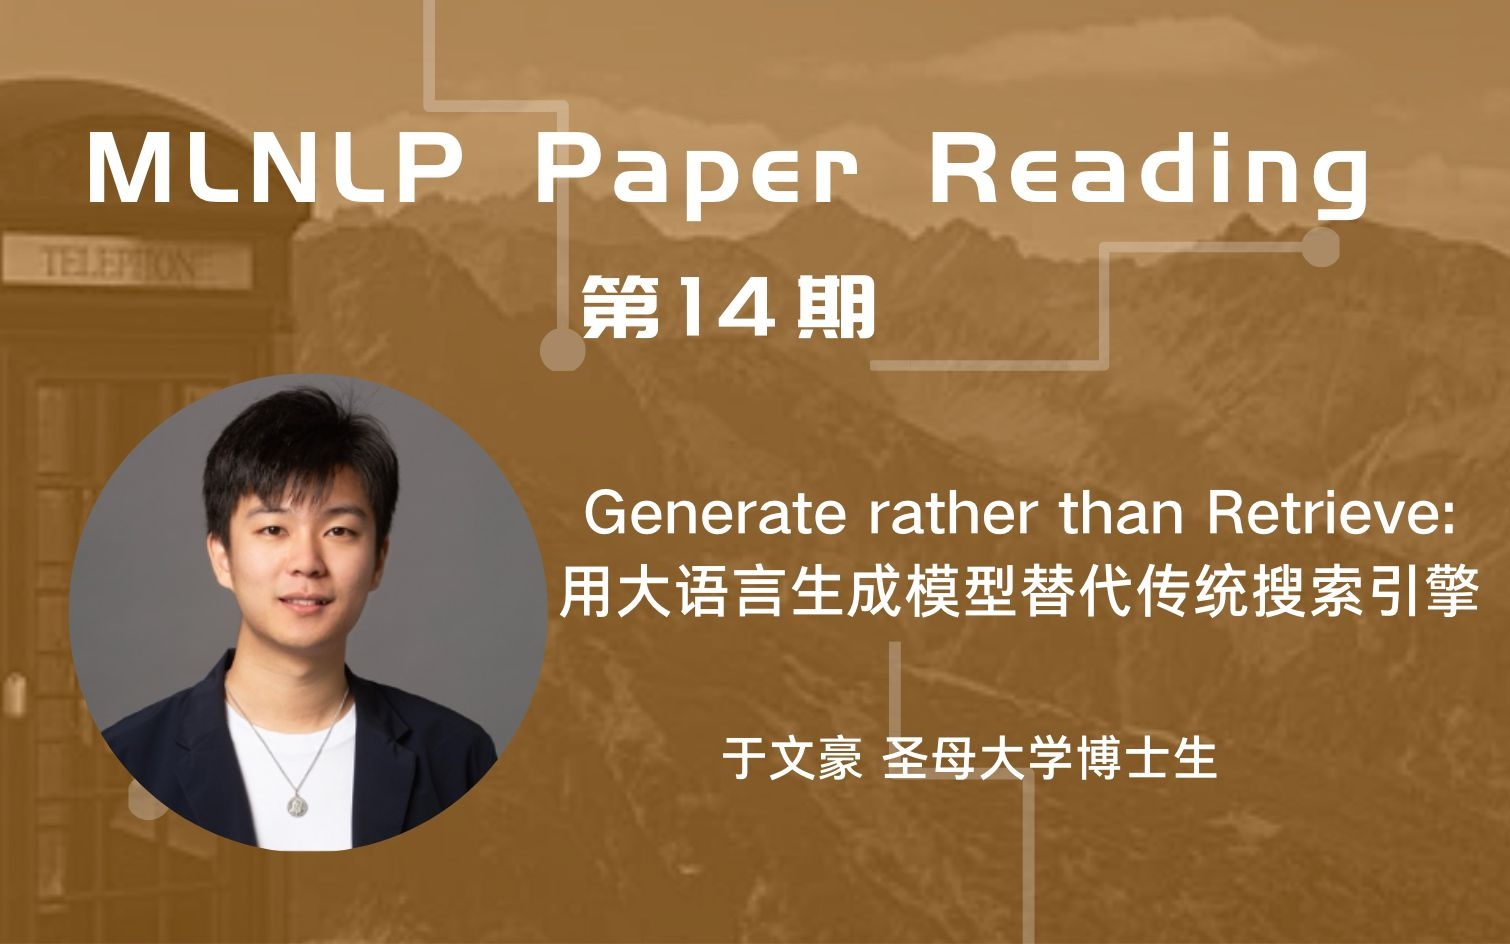 MLNLP Paper Reading
第14期
TELEPHONE
Generate rather than Retrieve:
用大语言生成模型替代传统搜索引擎
于文豪 圣母大学博士生